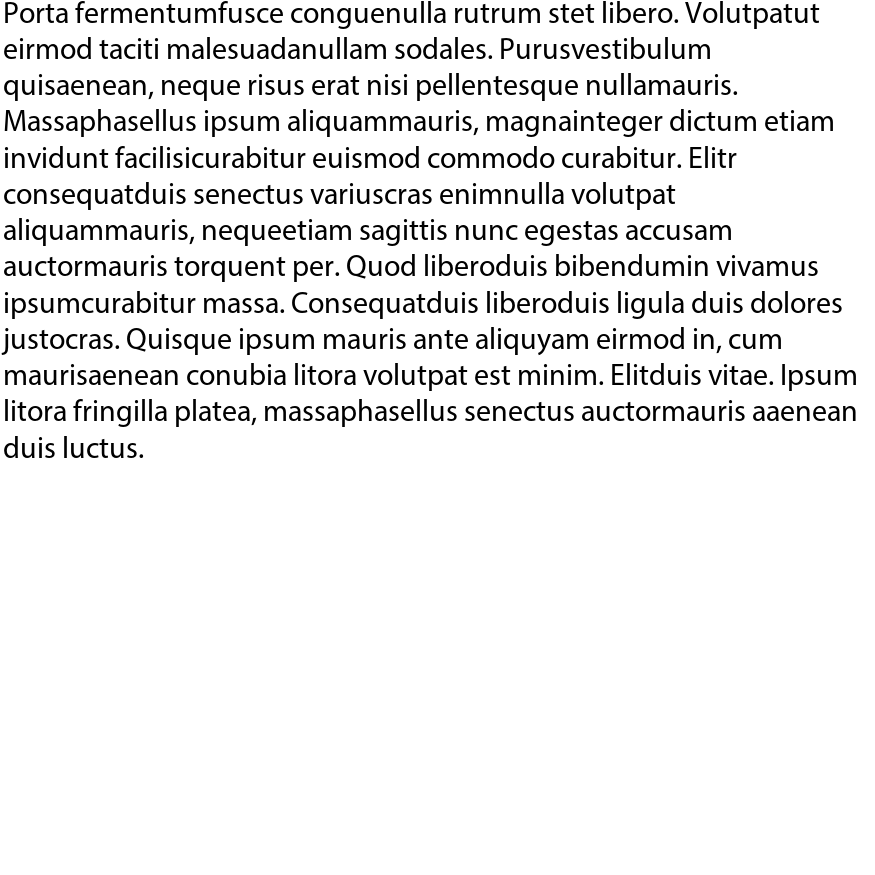 Porta fermentumfusce conguenulla rutrum stet libero. Volutpatut
eirmod taciti malesuadanullam sodales. Purusvestibulum
quisaenean, neque risus erat nisi pellentesque nullamauris.
Massaphasellus ipsum aliquammauris, magnainteger dictum etiam
invidunt facilisicurabitur euismod commodo curabitur. Elitr
consequatduis senectus variuscras enimnulla volutpat
aliquammauris, nequeetiam sagittis nunc egestas accusam
auctormauris torquent per. Quod liberoduis bibendumin vivamus
ipsumcurabitur massa. Consequatduis liberoduis ligula duis dolores
justocras. Quisque ipsum mauris ante aliquyam eirmod in, cum
maurisaenean conubia litora volutpat est minim. Elitduis vitae. Ipsum
litora fringilla platea, massaphasellus senectus auctormauris aaenean
duis luctus.